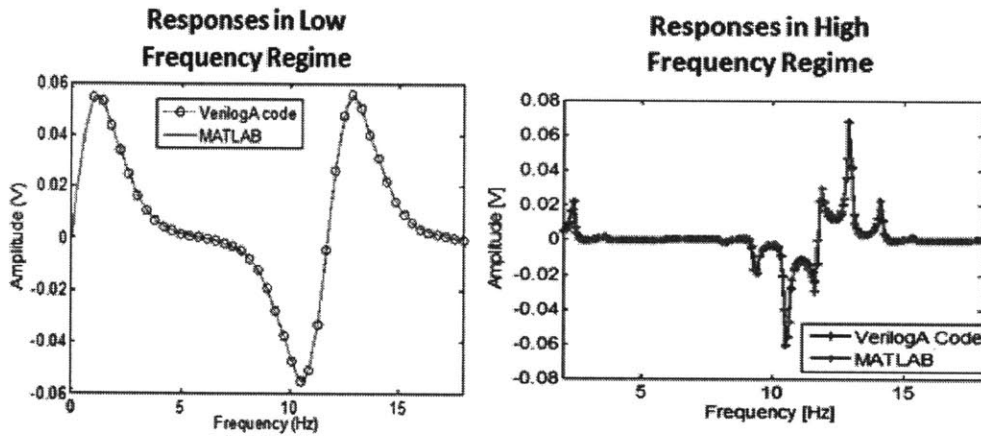 Responses in Low
Frequency Regime
0.06
0.04
0.02
0
-0.02
-0.04
-0.06
Amplitude (V)
VerilogA code
MATLAB
0
5
10
15
Frequency (Hz)
Responses in High
Frequency Regime
0.08
0.06
0.04
0.02
0
-0.02
-0.04
-0.06
-0.08
Amplitude [V]
VerilogA Code
MATLAB
5
10
15
Frequency [Hz]